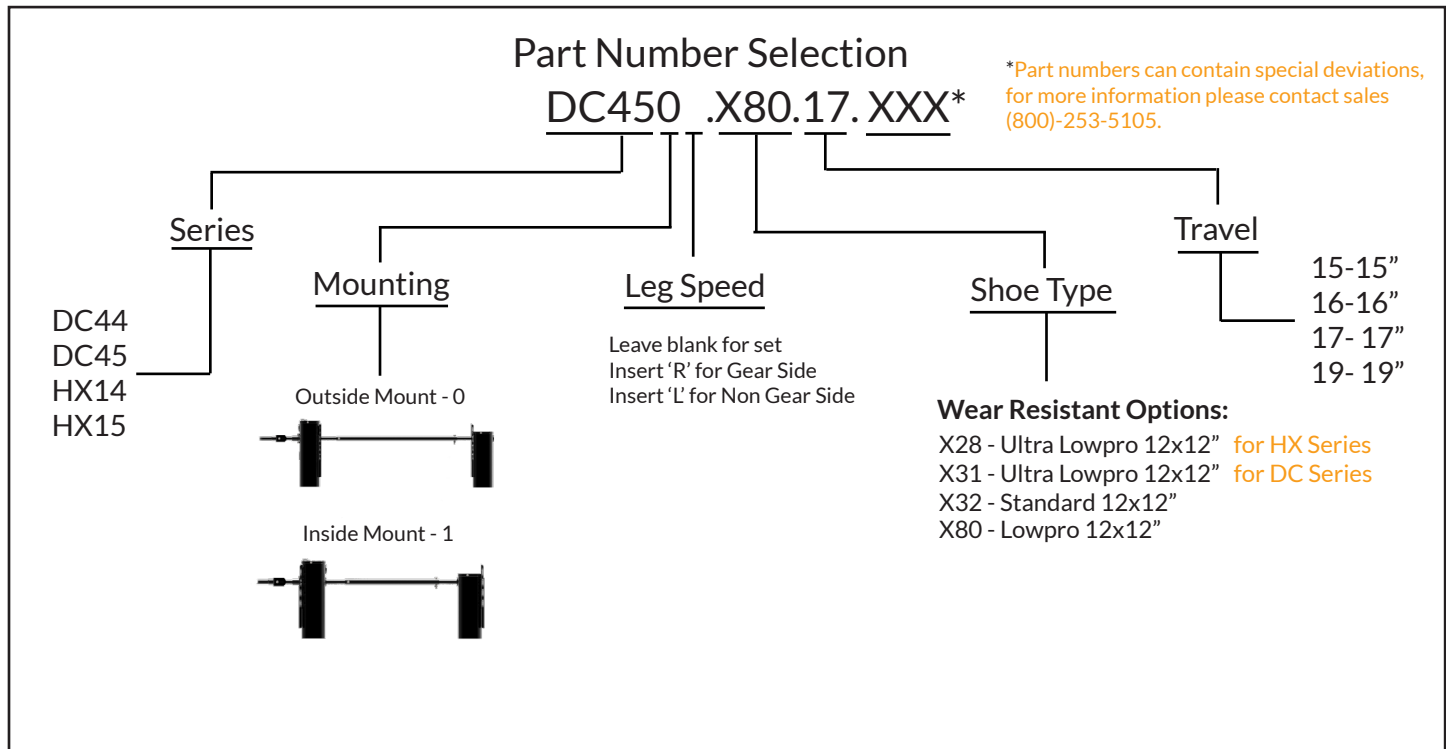 Part Number Selection
DC450 .X80.17. XXX*
*Part numbers can contain special deviations,
for more information please contact sales
(800)-253-5105.
Series
DC44
DC45
HX14
HX15
Mounting
Outside Mount - 0
Inside Mount - 1
Leg Speed
Leave blank for set
Insert ‘R’ for Gear Side
Insert ‘L’ for Non Gear Side
Shoe Type
Wear Resistant Options:
X28 - Ultra Lowpro 12x12” for HX Series
X31 - Ultra Lowpro 12x12” for DC Series
X32 - Standard 12x12”
X80 - Lowpro 12x12”
Travel
15-15”
16-16”
17- 17”
19- 19”